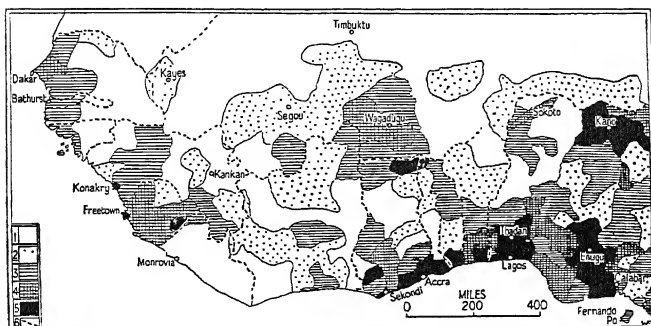 Timbuktu
Dakar
Kayes
Bathurst
Segou
Wagadugu
Sokoto
Kano
Kankan
Konakry
Freetown
Ibadan
Enugu
Monrovia
Lagos
Calabar
Accra
Sekondi
MILES
0 200 400
Fernando
Po
1
2
3
4
5
6